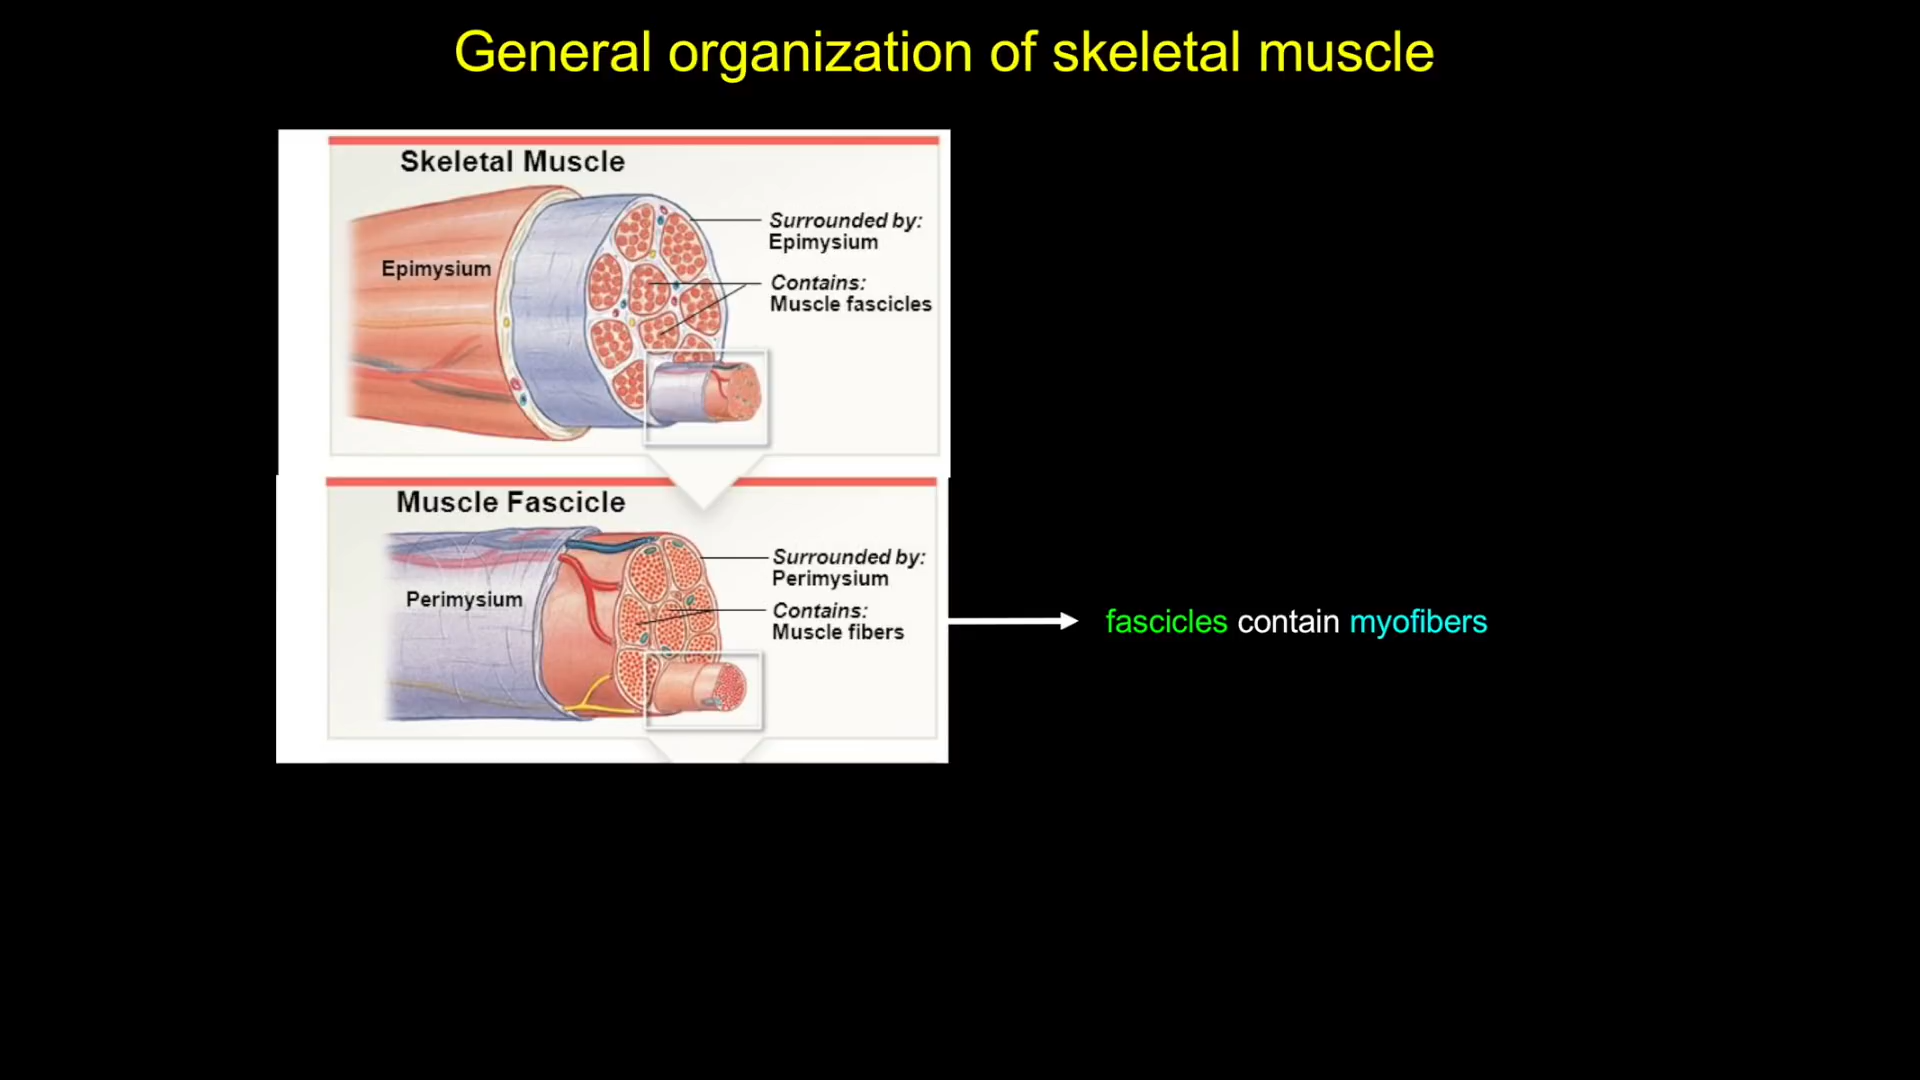 General organization of skeletal muscle
Skeletal Muscle
Surrounded by:
Epimysium
Epimysium
Contains:
Muscle fascicles
Muscle Fascicle
Surrounded by:
Perimysium
Perimysium
Contains:
Muscle fibers
fascicles contain myofibers